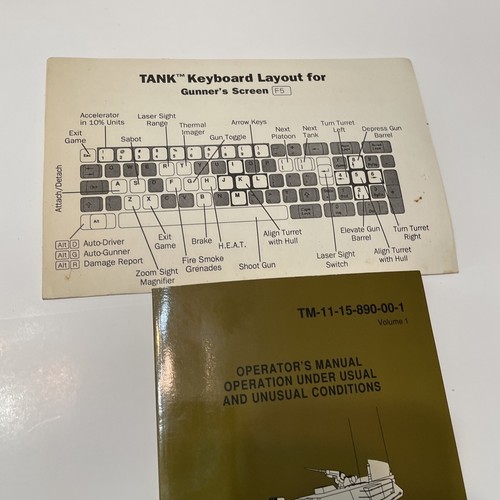 TANK™ Keyboard Layout for
Gunner's Screen F5
Accelerator
in 10% Units
Laser Sight
Range
Thermal
Imager
Arrow Keys
Next
Platoon
Next
Tank
Turn Turret
Left
Depress Gun
Barrel
Exit
Game
Sabot
Gun Toggle
Attach/Detach
Alt D Auto-Driver
Alt G Auto-Gunner
Alt R Damage Report
Exit
Game
Zoom Sight
Magnifier
Fire Smoke
Grenades
Brake
H.E.A.T.
Shoot Gun
Align Turret
with Hull
Laser Sight
Switch
Elevate Gun
Barrel
Align Turret
with Hull
Turn Turret
Right
TM-11-15-890-00-1
Volume 1
OPERATOR'S MANUAL
OPERATION UNDER USUAL
AND UNUSUAL CONDITIONS